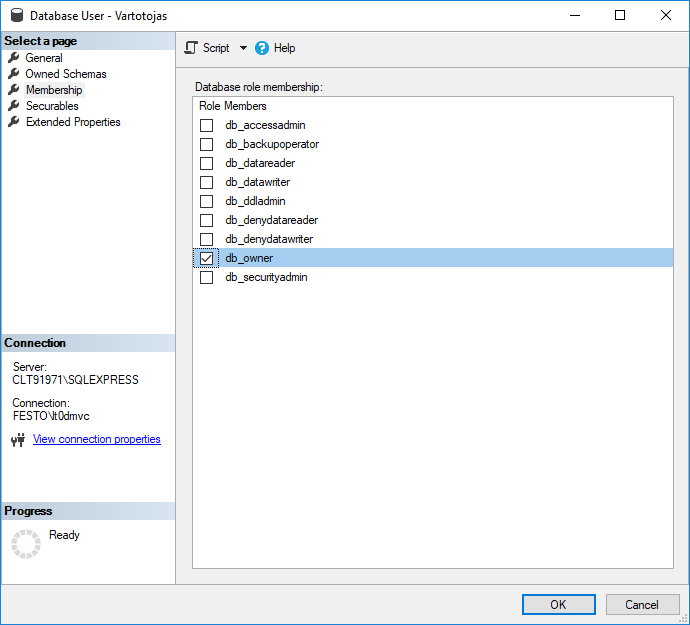 Database User - Vartotojas
Select a page
General
Owned Schemas
Membership
Securables
Extended Properties
Script
Help
Database role membership:
Role Members
db_accessadmin
db_backupoperator
db_datareader
db_datawriter
db_ddladmin
db_denydatareader
db_denydatawriter
db_owner
db_securityadmin
Connection
Server:
CLT91971\SQLEXPRESS
Connection:
FESTO\lt0dmvc
View connection properties
Progress
Ready
OK
Cancel